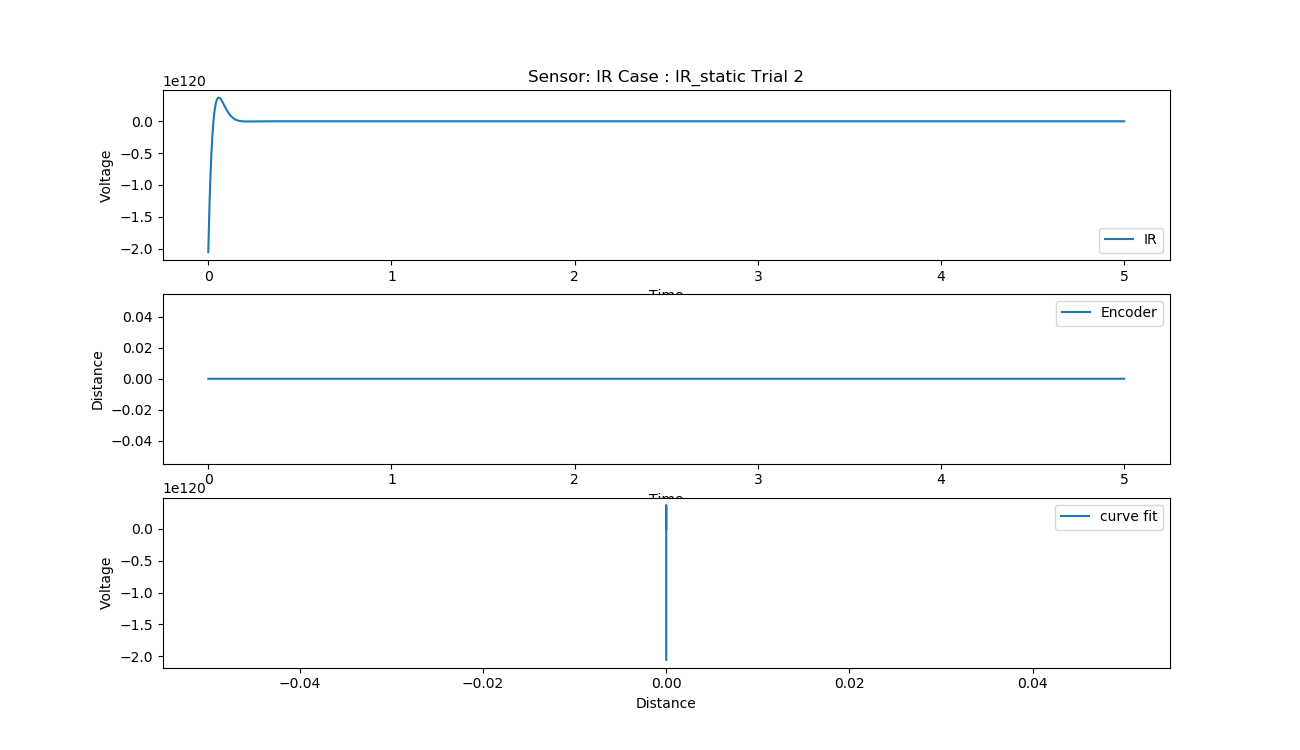 Sensor: IR Case : IR_static Trial 2
1e120
0.0
−0.5
−1.0
−1.5
−2.0
Voltage
IR
0 1 2 3 4 5
Time
0.04
0.02
0.00
−0.02
−0.04
Distance
Encoder
0 1 2 3 4 5
Time
1e120
0.0
−0.5
−1.0
−1.5
−2.0
Voltage
curve fit
−0.04 −0.02 0.00 0.02 0.04
Distance